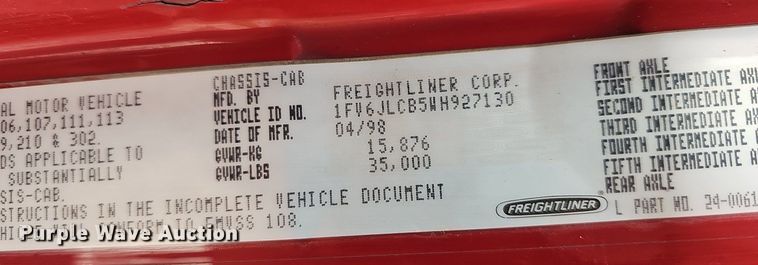 AL MOTOR VEHICLE
06,107,111,113
9,210 & 302.
DS APPLICABLE TO
SUBSTANTIALLY
SIS-CAB.
STRUCTIONS IN THE INCOMPLETE VEHICLE DOCUMENT
TO FMVSS 108.
CHASSIS-CAB
MFD. BY FREIGHTLINER CORP.
VEHICLE ID NO. 1FV6JLCB5WH927130
DATE OF MFR. 04/98
GVWR-KG 15,876
GVWR-LBS 35,000
FRONT AXLE
FIRST INTERMEDIATE AX
SECOND INTERMEDIATE A
THIRD INTERMEDIATE A
FOURTH INTERMEDIATE
FIFTH INTERMEDIATE A
REAR AXLE
FREIGHTLINER
L PART NO. 24-0061
Purple Wave Auction